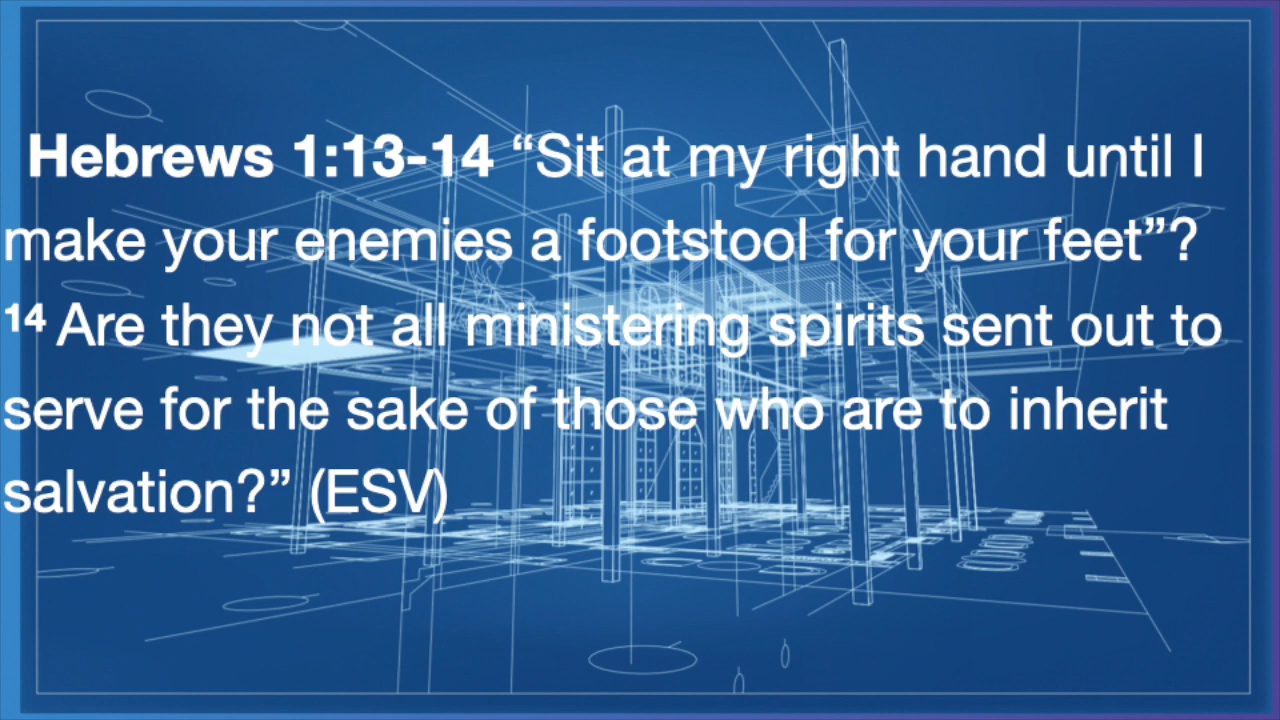 Hebrews 1:13-14 “Sit at my right hand until I
make your enemies a footstool for your feet”?
14 Are they not all ministering spirits sent out to
serve for the sake of those who are to inherit
salvation?” (ESV)